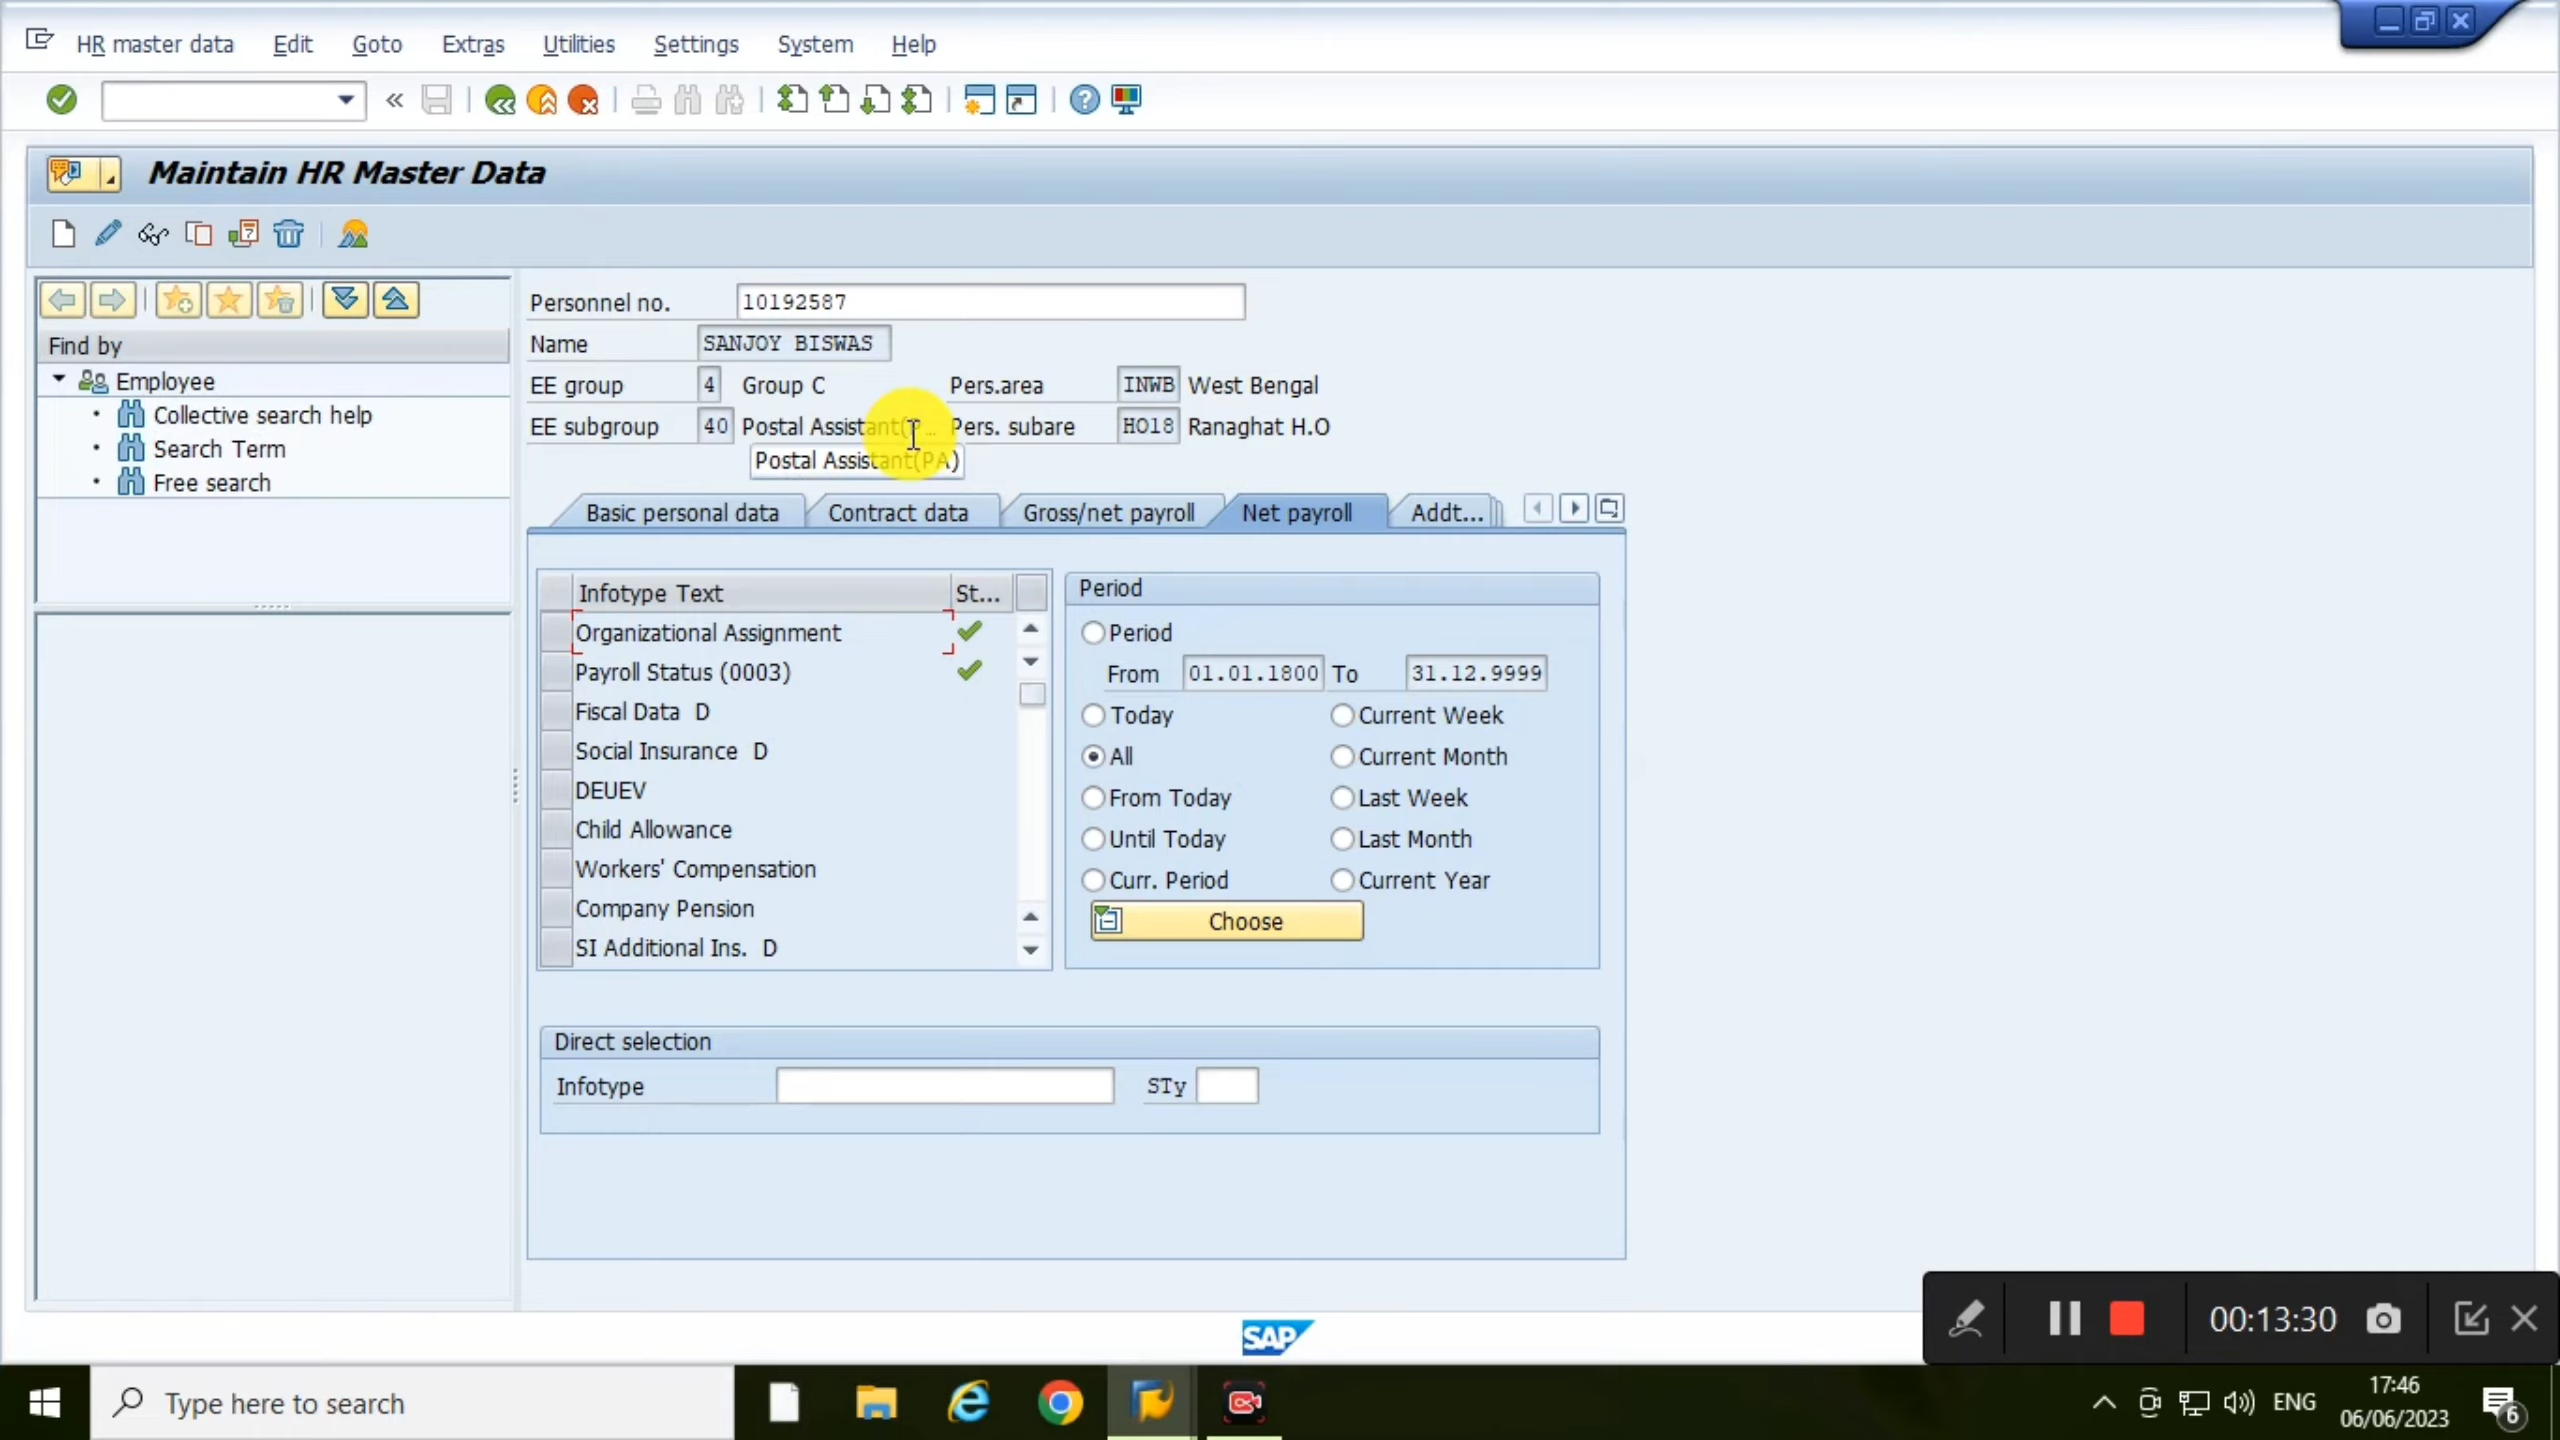 HR master data Edit Goto Extras Utilities Settings System Help
Maintain HR Master Data
Find by
Employee
Collective search help
Search Term
Free search
Personnel no. 10192587
Name SANJOY BISWAS
EE group 4 Group C Pers.area INWB West Bengal
EE subgroup 40 Postal Assistant(P... Pers. subare HO18 Ranaghat H.O
Postal Assistant(PA)
Basic personal data Contract data Gross/net payroll Net payroll Addt...
Infotype Text St...
Organizational Assignment
Payroll Status (0003)
Fiscal Data D
Social Insurance D
DEUEV
Child Allowance
Workers' Compensation
Company Pension
SI Additional Ins. D
Period
Period
From 01.01.1800 To 31.12.9999
Today Current Week
All Current Month
From Today Last Week
Until Today Last Month
Curr. Period Current Year
Choose
Direct selection
Infotype STy
SAP
00:13:30
Type here to search
ENG
17:46
06/06/2023
6